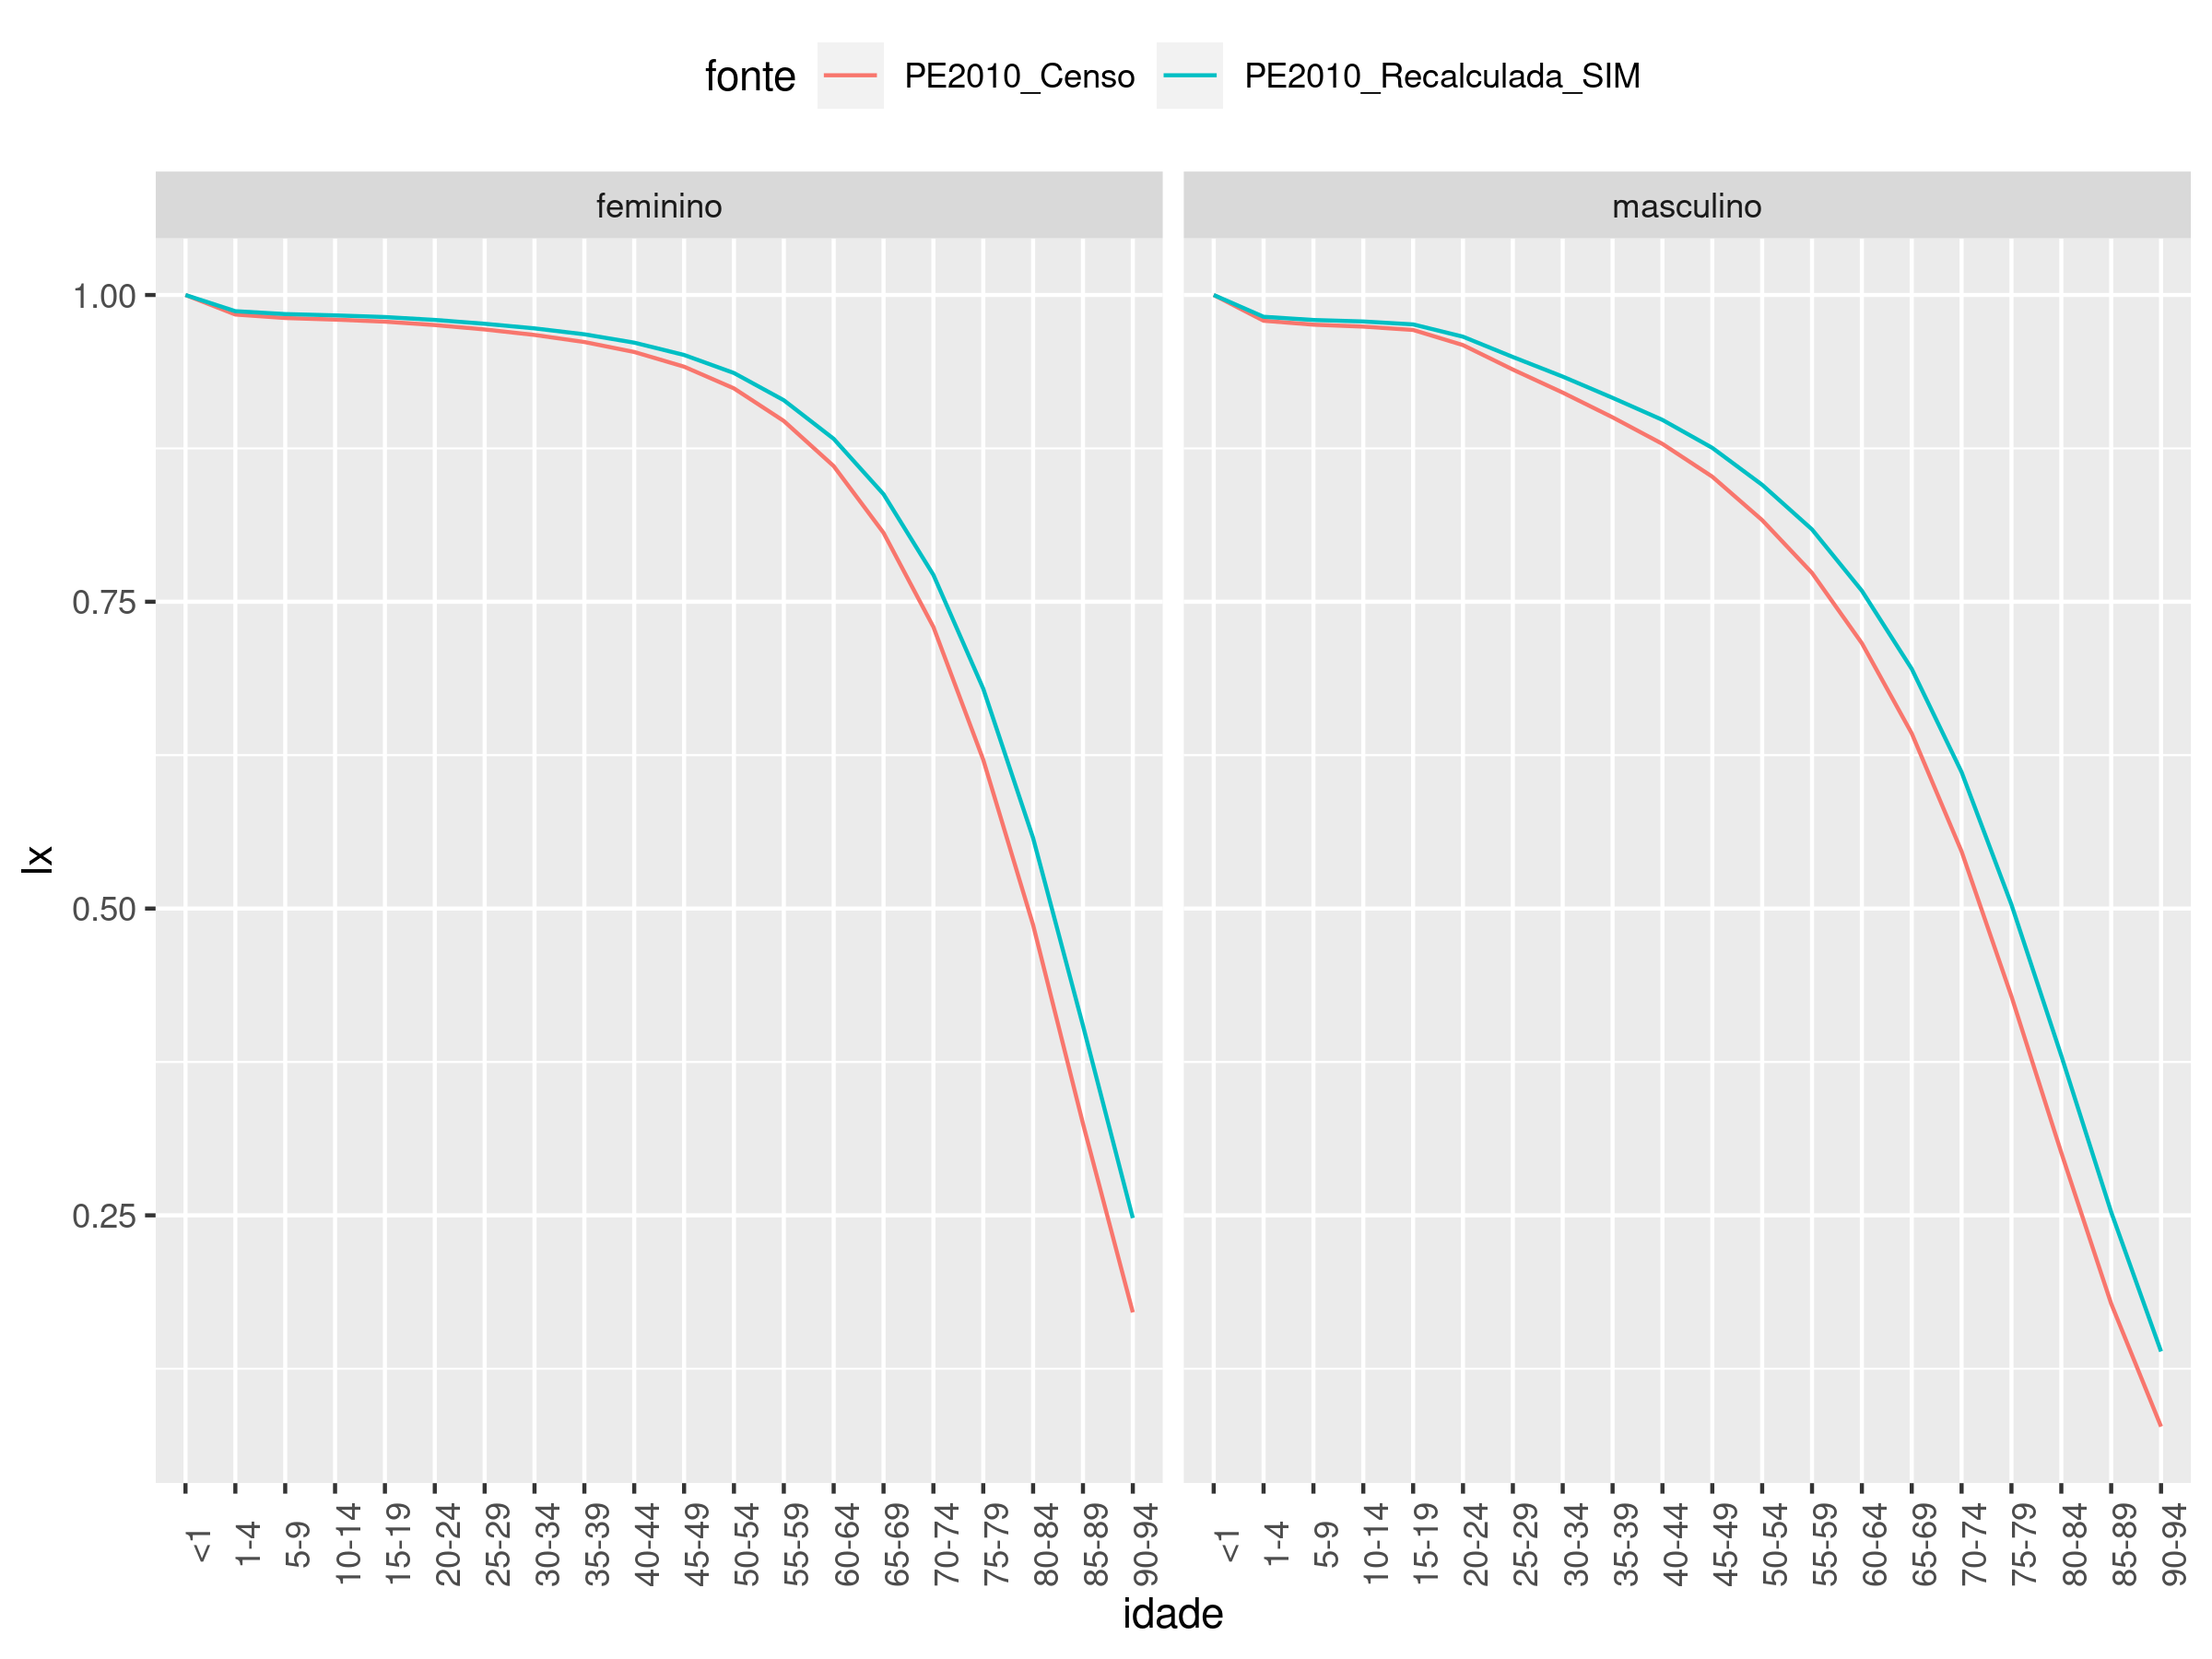 fonte PE2010_Censo PE2010_Recalculada_SIM
feminino masculino
1.00
0.75
0.50
0.25
lx
<1 1-4 5-9 10-14 15-19 20-24 25-29 30-34 35-39 40-44 45-49 50-54 55-59 60-64 65-69 70-74 75-79 80-84 85-89 90-94
<1 1-4 5-9 10-14 15-19 20-24 25-29 30-34 35-39 40-44 45-49 50-54 55-59 60-64 65-69 70-74 75-79 80-84 85-89 90-94
idade